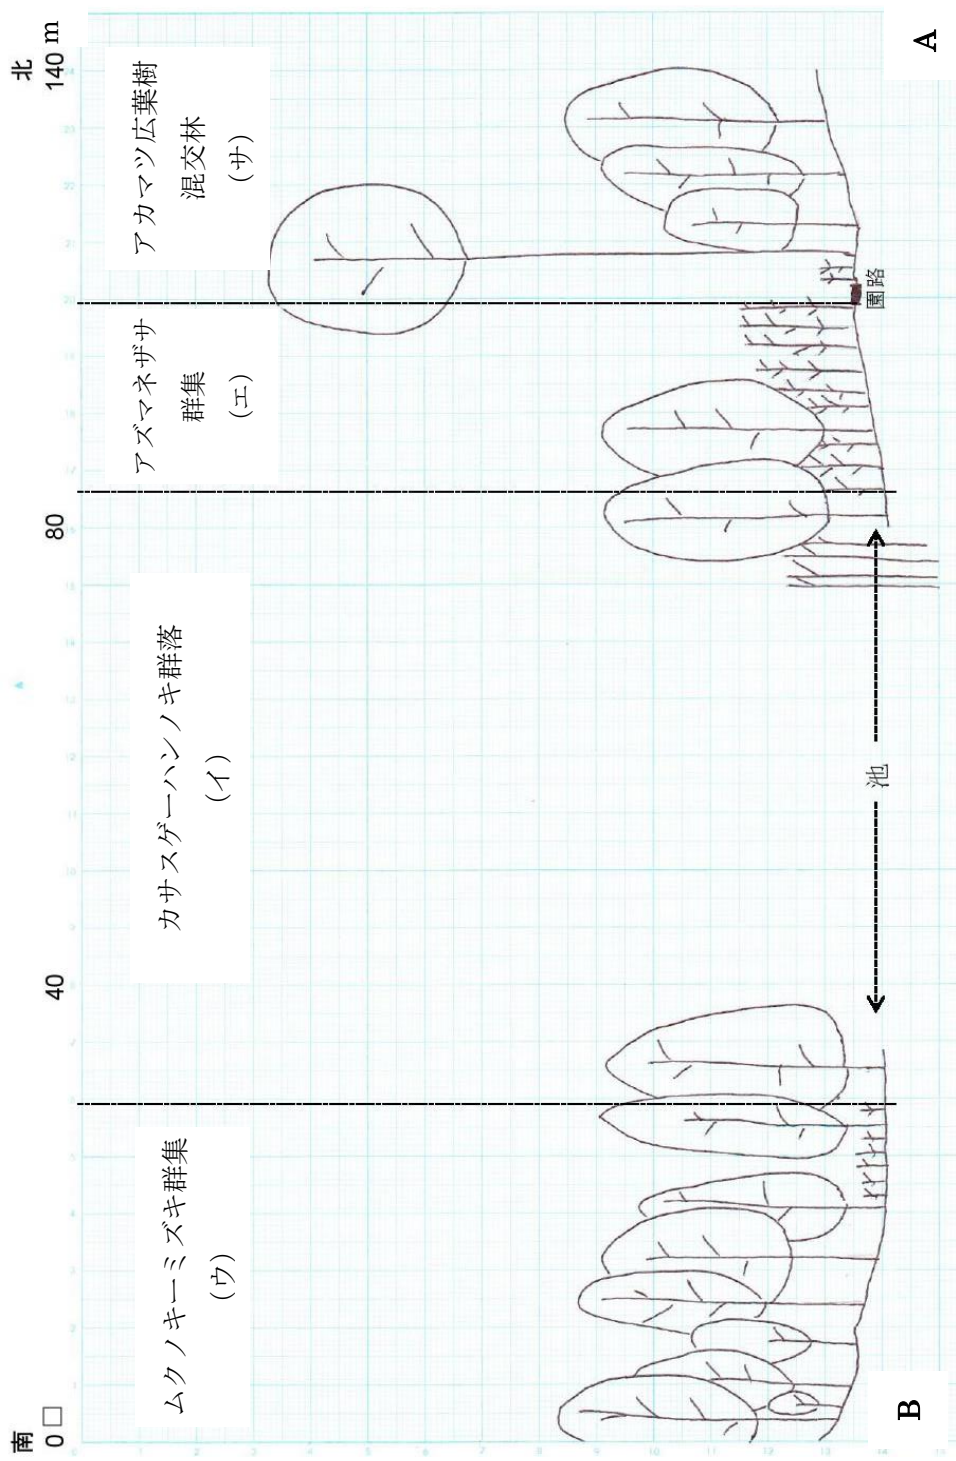 南
北
0 □
40
80
140 m
ムクノキーミズキ群集
(ウ)
カサスゲーハンノキ群落
(イ)
アズマネザサ
群集
(エ)
アカマツ広葉樹
混交林
(サ)
池
園路
B
A